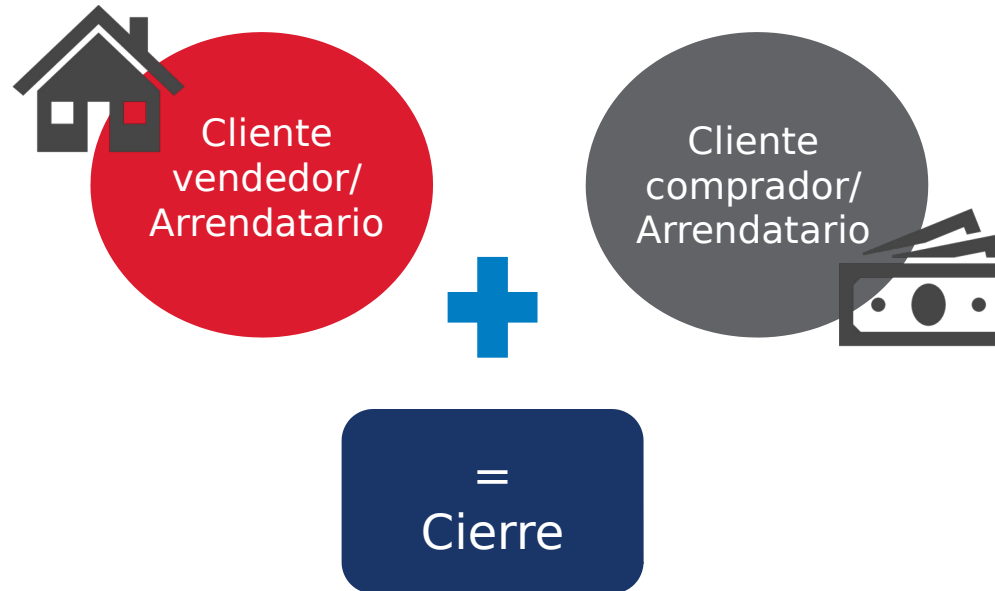 Cliente
vendedor/
Arrendatario
Cliente
comprador/
Arrendatario
=
Cierre